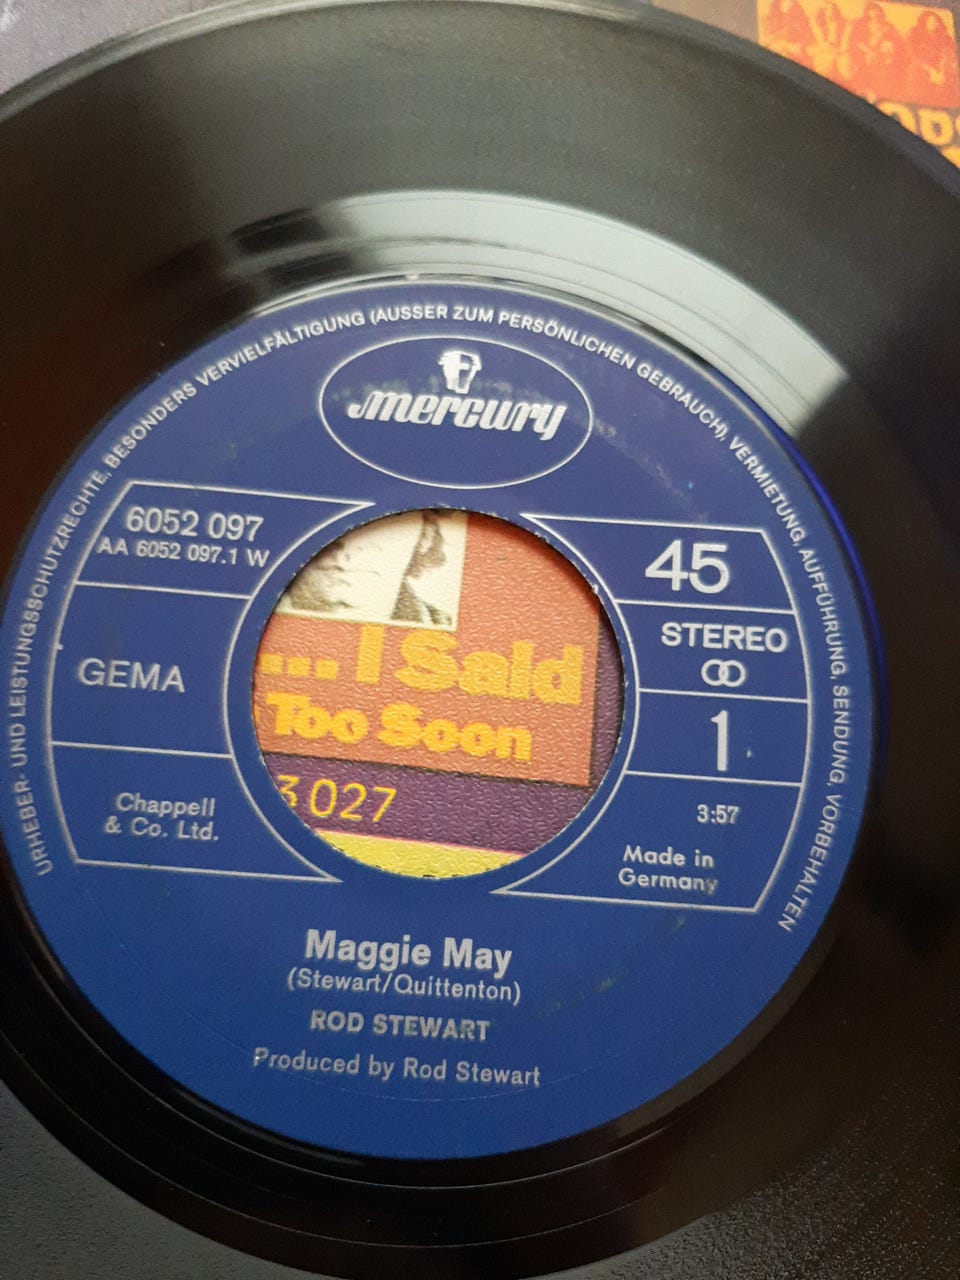 URHEBER- UND LEISTUNGSSCHUTZRECHTE, BESONDERS VERVIELFÄLTIGUNG (AUSSER ZUM PERSÖNLICHEN GEBRAUCH), VERMIETUNG, AUFFÜHRUNG, SENDUNG, VORBEHALTEN
mercury
6052 097
AA 6052 097.1 W
GEMA
Chappell
& Co. Ltd.
45
STEREO
1
3:57
Made in
Germany
... I Said
Too Soon
3 027
Maggie May
(Stewart/Quittenton)
ROD STEWART
Produced by Rod Stewart